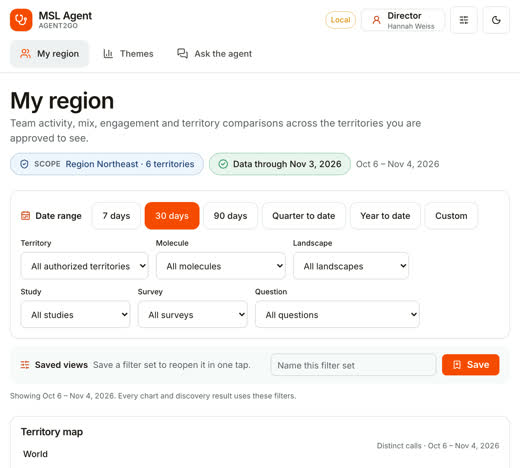 MSL Agent
AGENT2GO
Local
Director
Hannah Weiss
My region
Themes
Ask the agent
My region
Team activity, mix, engagement and territory comparisons across the territories you are
approved to see.
SCOPE Region Northeast · 6 territories
Data through Nov 3, 2026
Oct 6 – Nov 4, 2026
Date range
7 days
30 days
90 days
Quarter to date
Year to date
Custom
Territory
Molecule
Landscape
All authorized territories
All molecules
All landscapes
Study
Survey
Question
All studies
All surveys
All questions
Saved views Save a filter set to reopen it in one tap.
Name this filter set
Save
Showing Oct 6 – Nov 4, 2026. Every chart and discovery result uses these filters.
Territory map
Distinct calls · Oct 6 – Nov 4, 2026
World